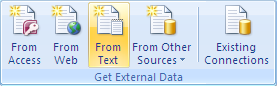 From Access
From Web
From Text
From Other Sources
Existing Connections
Get External Data